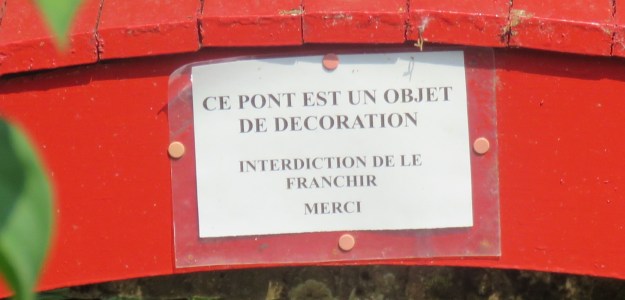 CE PONT EST UN OBJET
DE DECORATION
INTERDICTION DE LE
FRANCHIR
MERCI